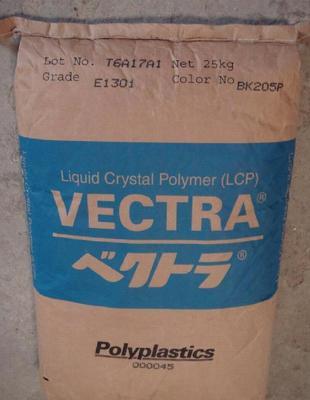 Lot No. T6A17A1 Net 25kg
Grade E130i Color No BK205P
Liquid Crystal Polymer (LCP)
VECTRA®
ベクトラ®
Polyplastics
000045